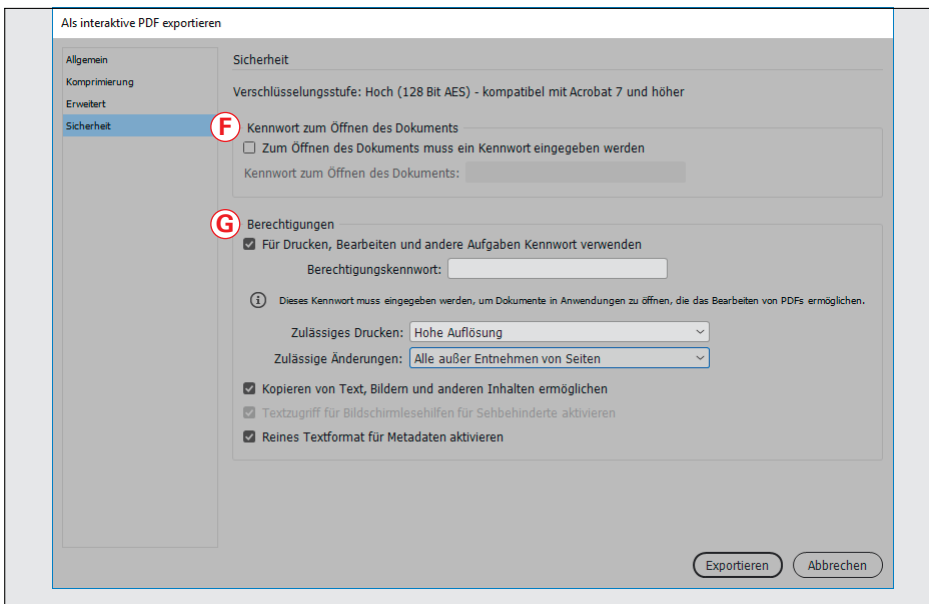 Als interaktive PDF exportieren
Allgemein
Komprimierung
Erweitert
Sicherheit
Sicherheit
Verschlüsselungsstufe: Hoch (128 Bit AES) - kompatibel mit Acrobat 7 und höher
F Kennwort zum Öffnen des Dokuments
Zum Öffnen des Dokuments muss ein Kennwort eingegeben werden
Kennwort zum Öffnen des Dokuments:
G Berechtigungen
Für Drucken, Bearbeiten und andere Aufgaben Kennwort verwenden
Berechtigungskennwort:
Dieses Kennwort muss eingegeben werden, um Dokumente in Anwendungen zu öffnen, die das Bearbeiten von PDFs ermöglichen.
Zulässiges Drucken: Hohe Auflösung
Zulässige Änderungen: Alle außer Entnehmen von Seiten
Kopieren von Text, Bildern und anderen Inhalten ermöglichen
Textzugriff für Bildschirmlesehilfen für Sehbehinderte aktivieren
Reines Textformat für Metadaten aktivieren
Exportieren Abbrechen